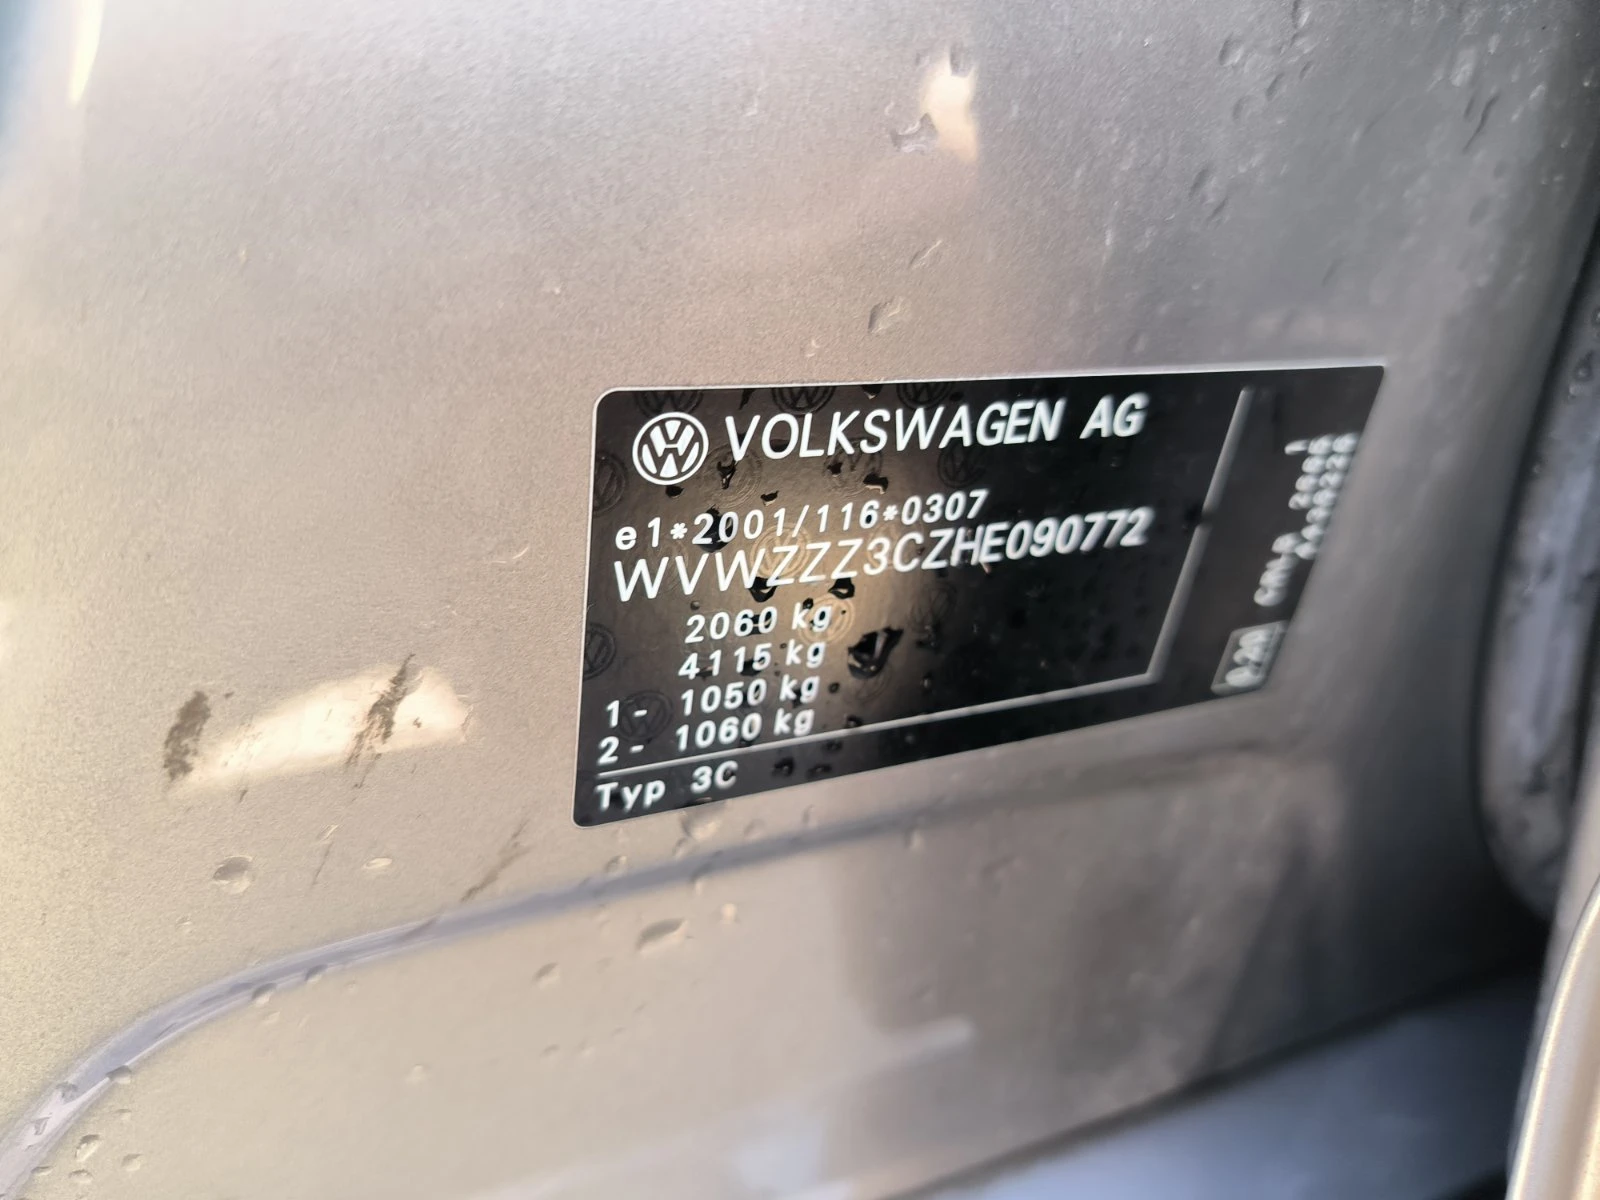 VOLKSWAGEN AG
e1*2001/116*0307
WVWZZZ3CZHE090772
2060 kg
4115 kg
1- 1050 kg
2- 1060 kg
Typ 3C